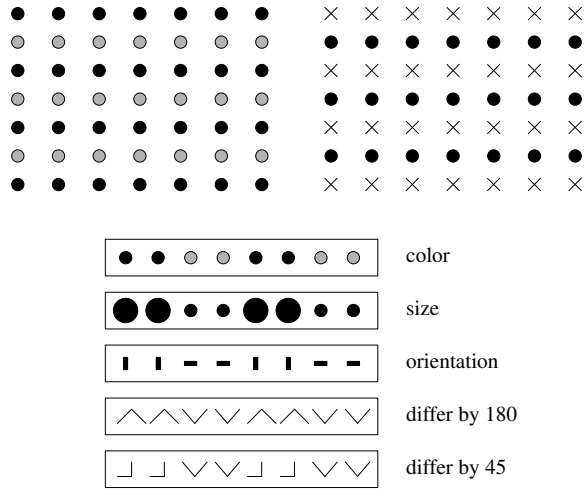 color
size
orientation
differ by 180
differ by 45